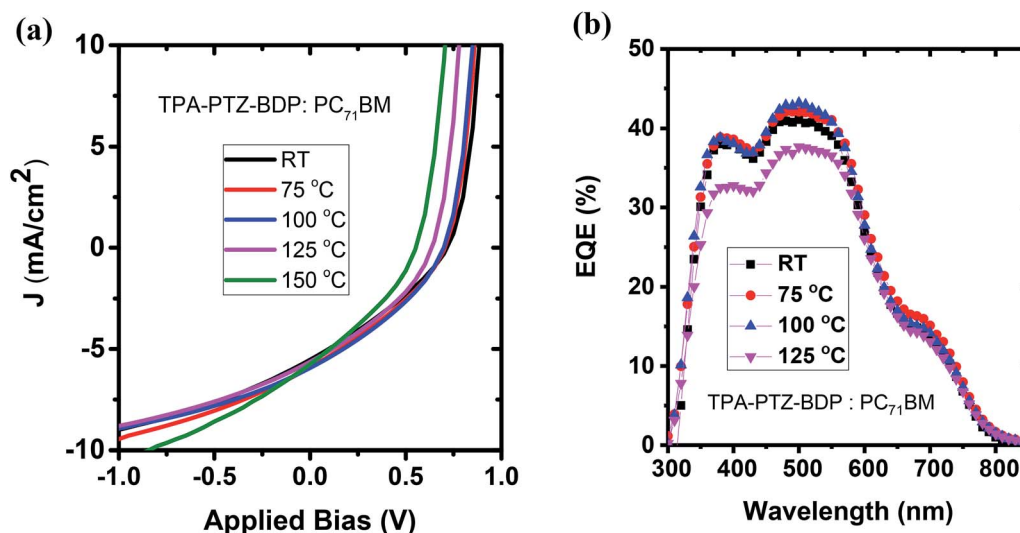 (a)
10
5
0
-5
-10
J (mA/cm²)
TPA-PTZ-BDP: PC₇₁BM
RT
75 °C
100 °C
125 °C
150 °C
-1.0 -0.5 0.0 0.5 1.0
Applied Bias (V)
(b)
50
40
30
20
10
0
EQE (%)
RT
75 °C
100 °C
125 °C
TPA-PTZ-BDP : PC₇₁BM
300 400 500 600 700 800
Wavelength (nm)